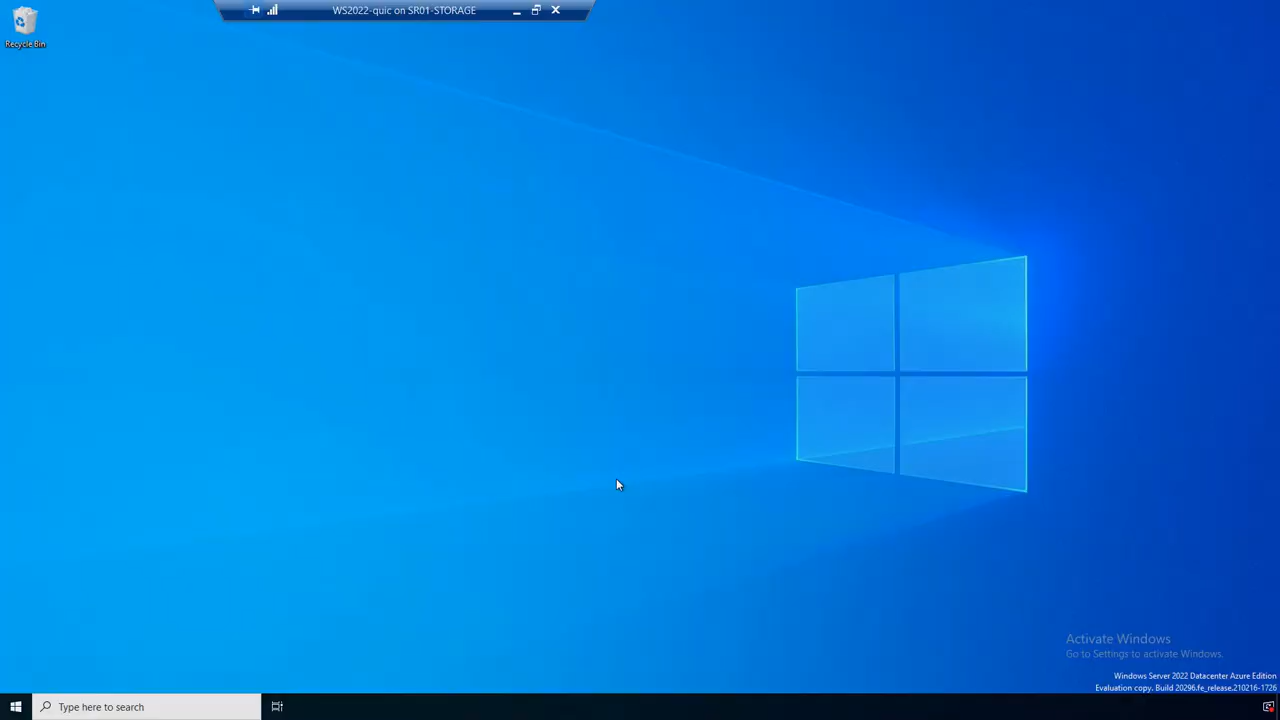 WS2022-quic on SR01-STORAGE
Recycle Bin
Activate Windows
Go to Settings to activate Windows.
Windows Server 2022 Datacenter Azure Edition
Evaluation copy. Build 20296.fe_release.210216-1726
Type here to search